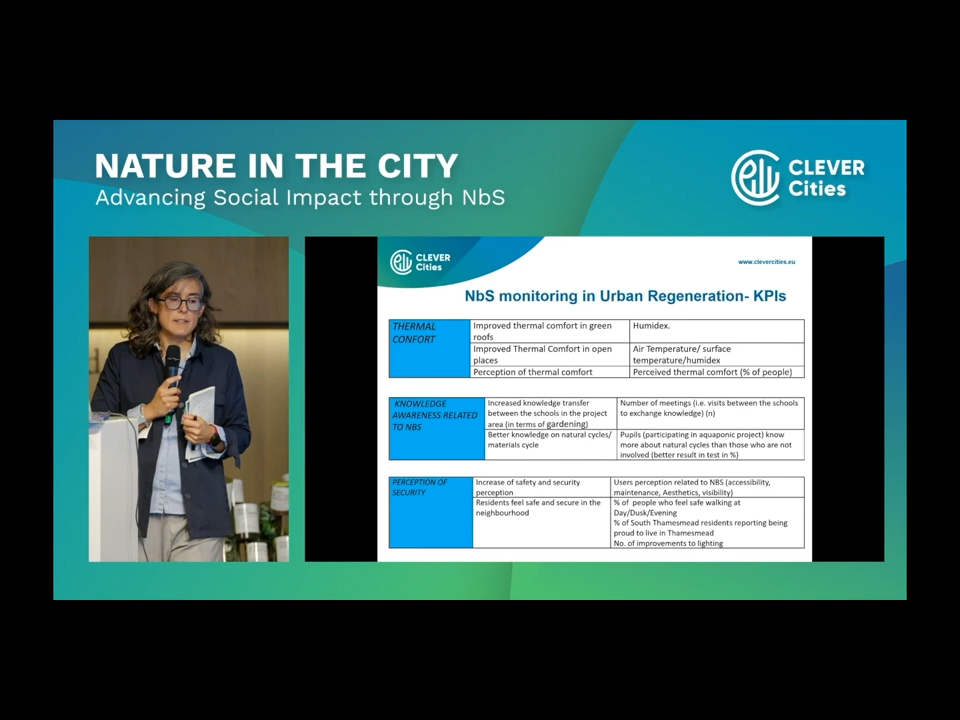 NATURE IN THE CITY
Advancing Social Impact through NbS
CLEVER
Cities
CLEVER
Cities
www.clevercities.eu
NbS monitoring in Urban Regeneration- KPIs
THERMAL
CONFORT
Improved thermal comfort in green
roofs
Humidex.
Improved Thermal Comfort in open
places
Air Temperature/ surface
temperature/humidex
Perception of thermal comfort
Perceived thermal comfort (% of people)
KNOWLEDGE
AWARENESS RELATED
TO NBS
Increased knowledge transfer
between the schools in the project
area (in terms of gardening)
Number of meetings (i.e. visits between the schools
to exchange knowledge) (n)
Better knowledge on natural cycles/
materials cycle
Pupils (participating in aquaponic project) know
more about natural cycles than those who are not
involved (better result in test in %)
PERCEPTION OF
SECURITY
Increase of safety and security
perception
Users perception related to NBS (accessibility,
maintenance, Aesthetics, visibility)
Residents feel safe and secure in the
neighbourhood
% of people who feel safe walking at
Day/Dusk/Evening
% of South Thamesmead residents reporting being
proud to live in Thamesmead
No. of improvements to lighting